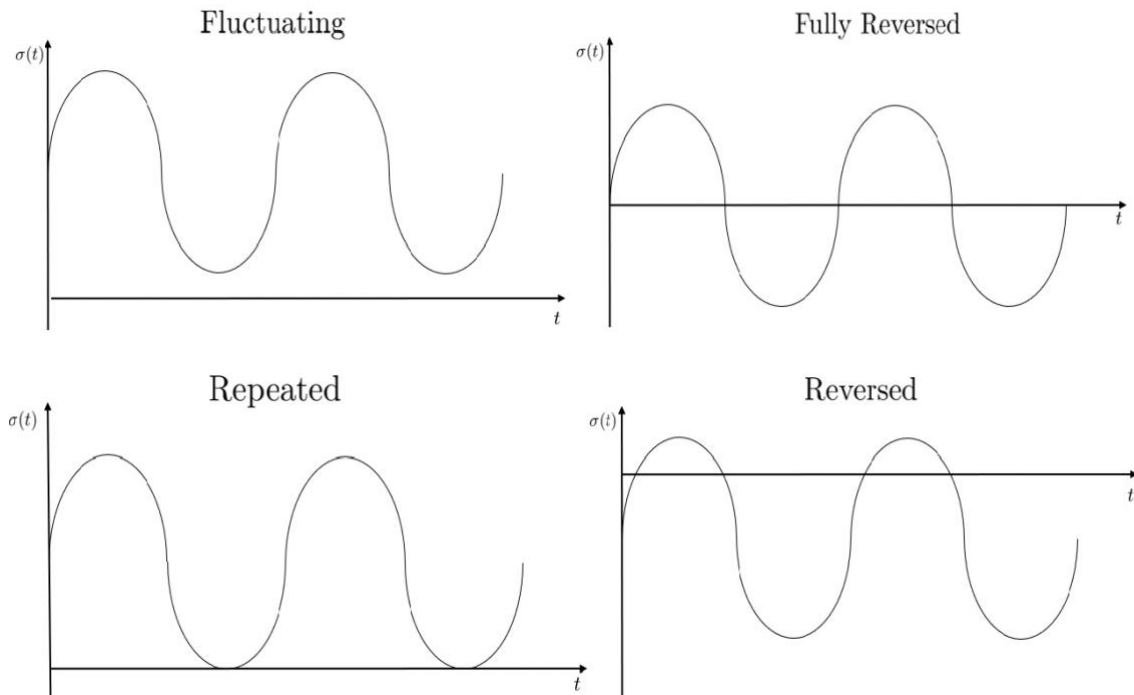 Fluctuating
σ(t)
t
Fully Reversed
σ(t)
t
Repeated
σ(t)
t
Reversed
σ(t)
t